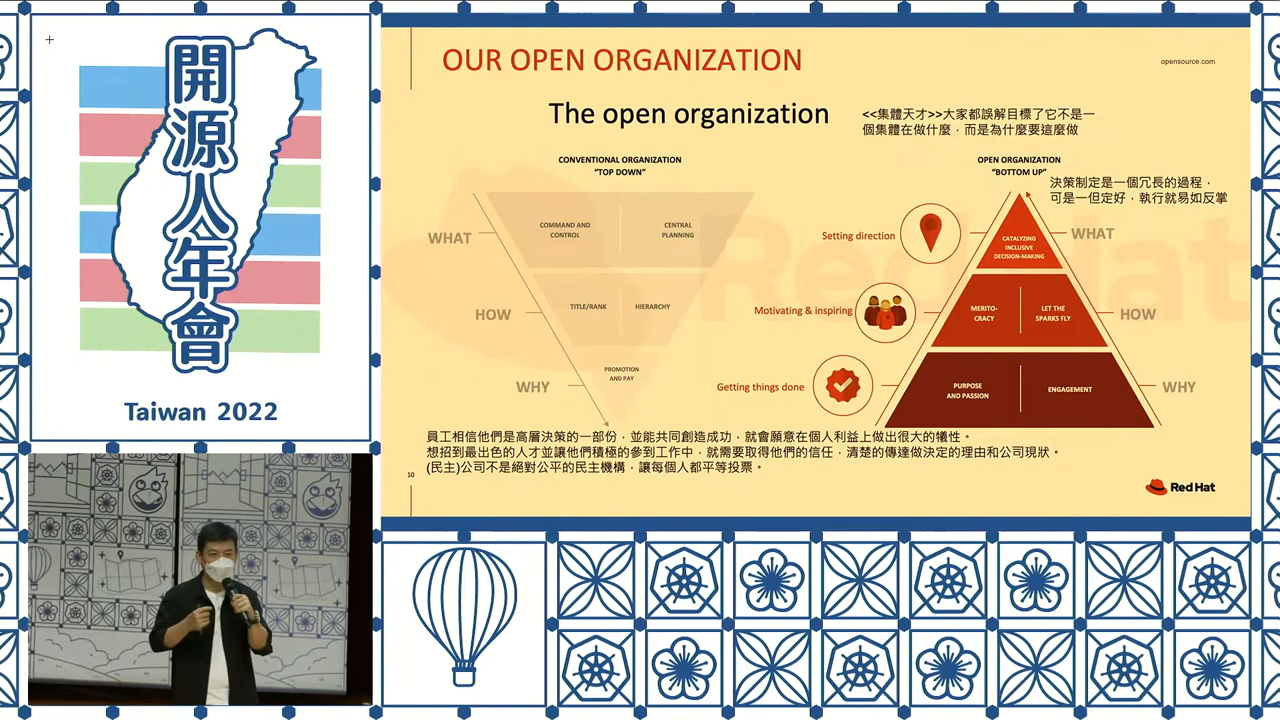 開源人年會
Taiwan 2022
OUR OPEN ORGANIZATION
opensource.com
The open organization
<<集體天才>>大家都誤解目標了它不是一
個集體在做什麼，而是為什麼要這麼做
CONVENTIONAL ORGANIZATION
“TOP DOWN”
COMMAND AND
CONTROL
CENTRAL
PLANNING
WHAT
TITLE/RANK
HIERARCHY
HOW
PROMOTION
AND PAY
WHY
OPEN ORGANIZATION
“BOTTOM UP”
決策制定是一個冗長的過程，
可是一但定好，執行就易如反掌
Setting direction
CATALYZING
INCLUSIVE
DECISION-MAKING
WHAT
Motivating & inspiring
MERITO-
CRACY
LET THE
SPARKS FLY
HOW
Getting things done
PURPOSE
AND PASSION
ENGAGEMENT
WHY
員工相信他們是高層決策的一部份，並能共同創造成功，就會願意在個人利益上做出很大的犧性。
想招到最出色的人才並讓他們積極的參到工作中，就需要取得他們的信任，清楚的傳達做決定的理由和公司現狀。
(民主)公司不是絕對公平的民主機構，讓每個人都平等投票。
10
Red Hat
Red Hat